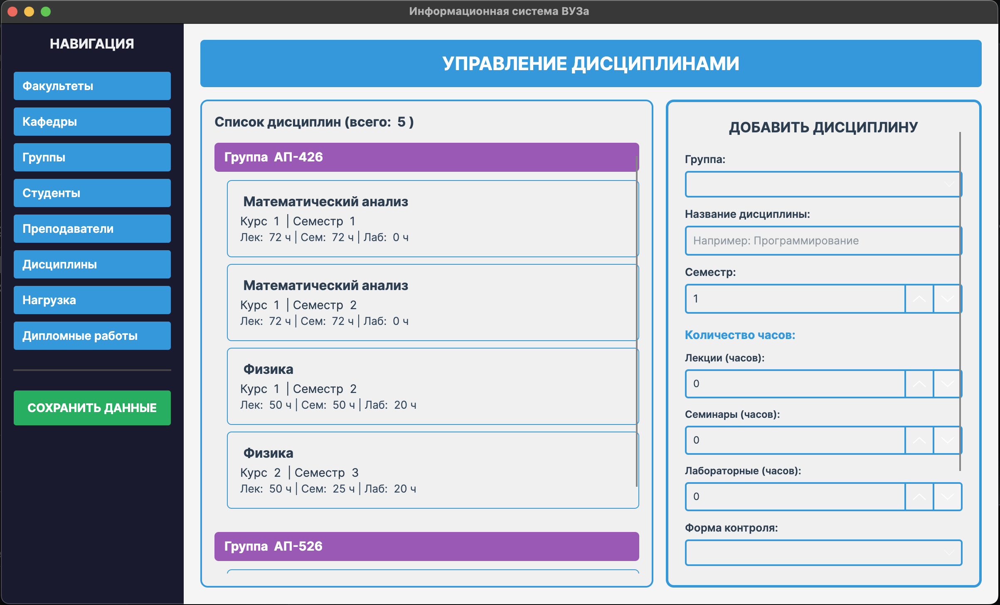 Информационная система ВУЗа
НАВИГАЦИЯ
Факультеты
Кафедры
Группы
Студенты
Преподаватели
Дисциплины
Нагрузка
Дипломные работы
СОХРАНИТЬ ДАННЫЕ
УПРАВЛЕНИЕ ДИСЦИПЛИНАМИ
Список дисциплин (всего: 5 )
Группа АП-426
Математический анализ
Курс 1 | Семестр 1
Лек: 72 ч | Сем: 72 ч | Лаб: 0 ч
Математический анализ
Курс 1 | Семестр 2
Лек: 72 ч | Сем: 72 ч | Лаб: 0 ч
Физика
Курс 1 | Семестр 2
Лек: 50 ч | Сем: 50 ч | Лаб: 20 ч
Физика
Курс 2 | Семестр 3
Лек: 50 ч | Сем: 25 ч | Лаб: 20 ч
Группа АП-526
ДОБАВИТЬ ДИСЦИПЛИНУ
Группа:
Название дисциплины:
Например: Программирование
Семестр:
1
Количество часов:
Лекции (часов):
0
Семинары (часов):
0
Лабораторные (часов):
0
Форма контроля: